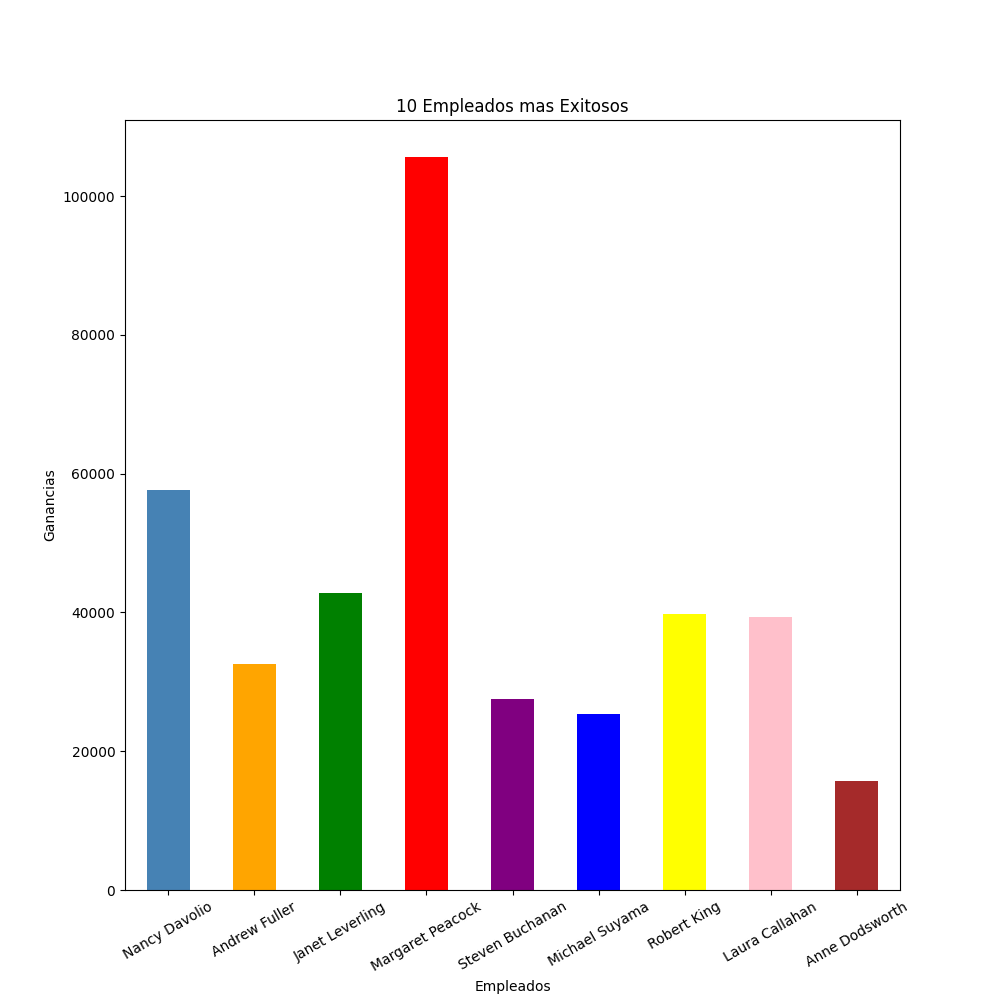 10 Empleados mas Exitosos
Ganancias
100000
80000
60000
40000
20000
0
Nancy Davolio
Andrew Fuller
Janet Leverling
Margaret Peacock
Steven Buchanan
Michael Suyama
Robert King
Laura Callahan
Anne Dodsworth
Empleados